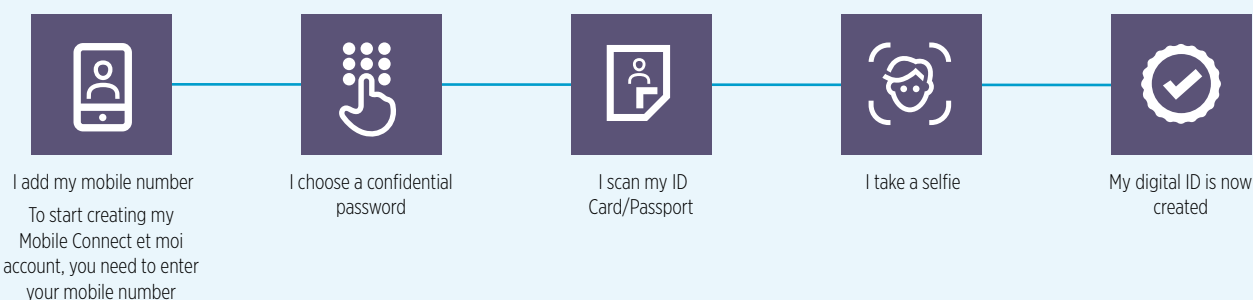 I add my mobile number
To start creating my
Mobile Connect et moi
account, you need to enter
your mobile number
I choose a confidential
password
I scan my ID
Card/Passport
I take a selfie
My digital ID is now
created